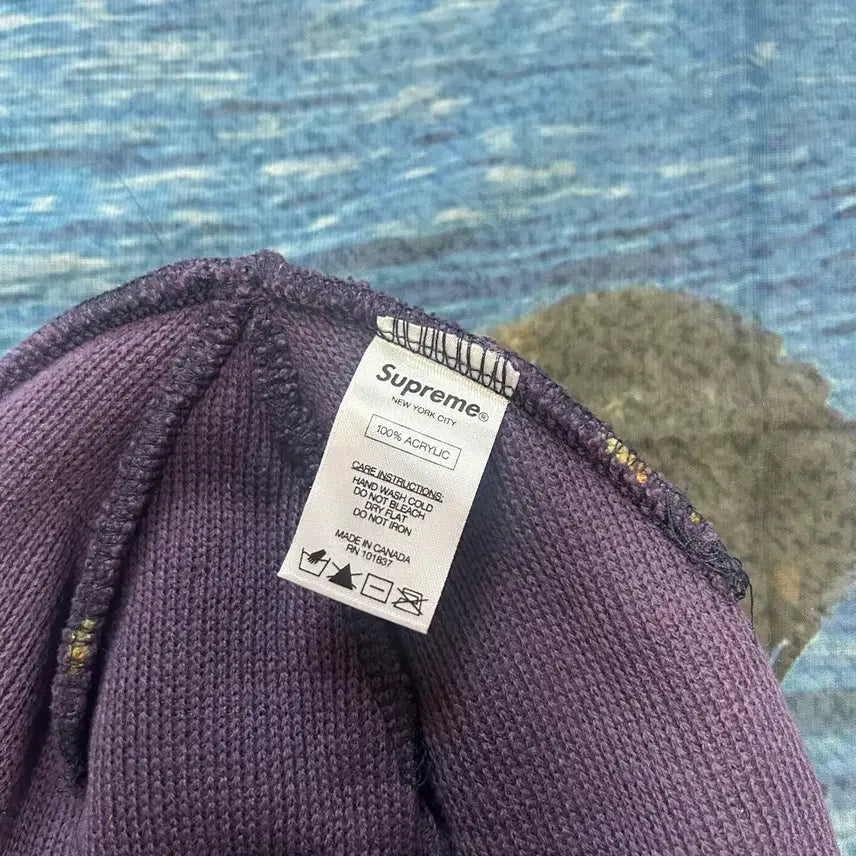 Supreme®
NEW YORK CITY
100% ACRYLIC
CARE INSTRUCTIONS:
HAND WASH COLD
DO NOT BLEACH
DRY FLAT
DO NOT IRON
MADE IN CANADA
RN 101837